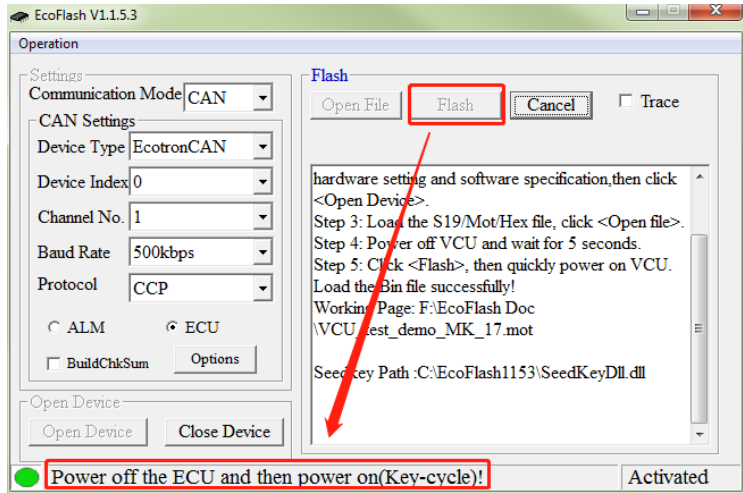 EcoFlash V1.1.5.3
Operation
Settings
Communication Mode CAN
CAN Settings
Device Type EcotronCAN
Device Index 0
Channel No. 1
Baud Rate 500kbps
Protocol CCP
ALM ECU
BuildChkSum Options
Open Device
Open Device Close Device
Flash
Open File Flash Cancel Trace
hardware setting and software specification,then click
<Open Device>.
Step 3: Load the S19/Mot/Hex file, click <Open file>.
Step 4: Power off VCU and wait for 5 seconds.
Step 5: Click <Flash>, then quickly power on VCU.
Load the Bin file successfully!
Working Page: F:\EcoFlash Doc
\VCU_test_demo_MK_17.mot
Seedkey Path :C:\EcoFlash1153\SeedKeyDll.dll
Power off the ECU and then power on(Key-cycle)! Activated